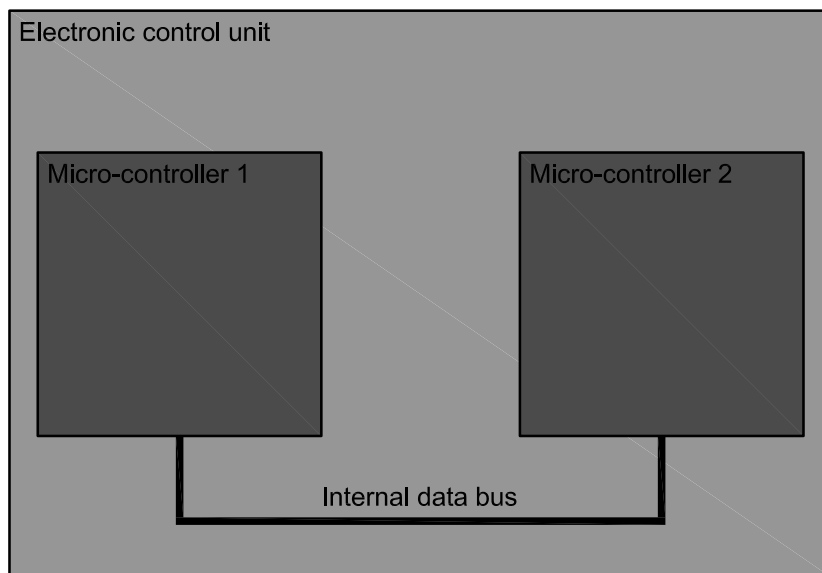 Electronic control unit
Micro-controller 1
Micro-controller 2
Internal data bus